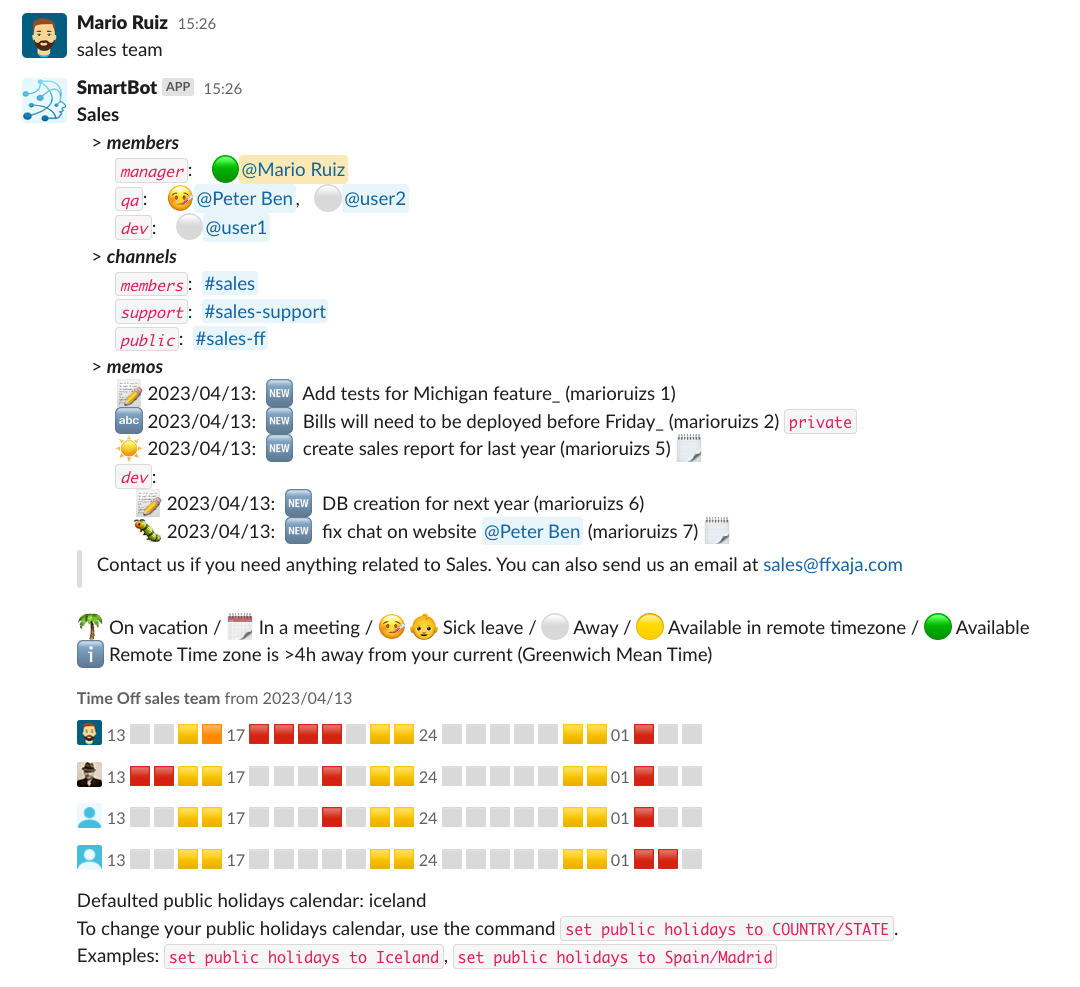 Mario Ruiz 15:26
sales team
SmartBot APP 15:26
Sales
> members
manager: @Mario Ruiz
qa: @Peter Ben, @user2
dev: @user1
> channels
members: #sales
support: #sales-support
public: #sales-ff
> memos
2023/04/13: NEW Add tests for Michigan feature_ (marioruizs 1)
abc 2023/04/13: NEW Bills will need to be deployed before Friday_ (marioruizs 2) private
2023/04/13: NEW create sales report for last year (marioruizs 5)
dev:
2023/04/13: NEW DB creation for next year (marioruizs 6)
2023/04/13: NEW fix chat on website @Peter Ben (marioruizs 7)
Contact us if you need anything related to Sales. You can also send us an email at sales@ffxaja.com
On vacation / In a meeting / Sick leave / Away / Available in remote timezone / Available
i Remote Time zone is >4h away from your current (Greenwich Mean Time)
Time Off sales team from 2023/04/13
13 17 24 01
13 17 24 01
13 17 24 01
13 17 24 01
Defaulted public holidays calendar: iceland
To change your public holidays calendar, use the command set public holidays to COUNTRY/STATE.
Examples: set public holidays to Iceland, set public holidays to Spain/Madrid